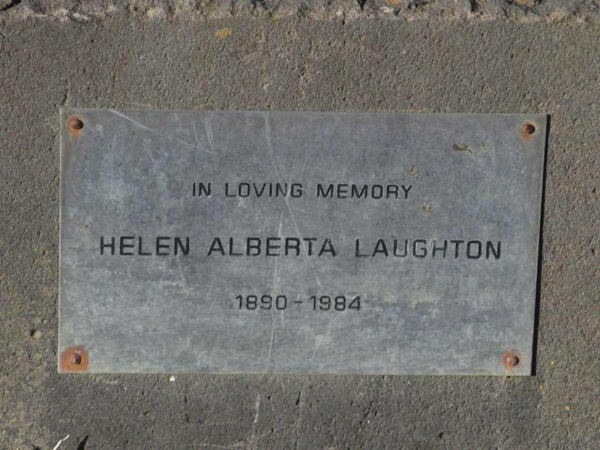 IN LOVING MEMORY
HELEN ALBERTA LAUGHTON
1890-1984